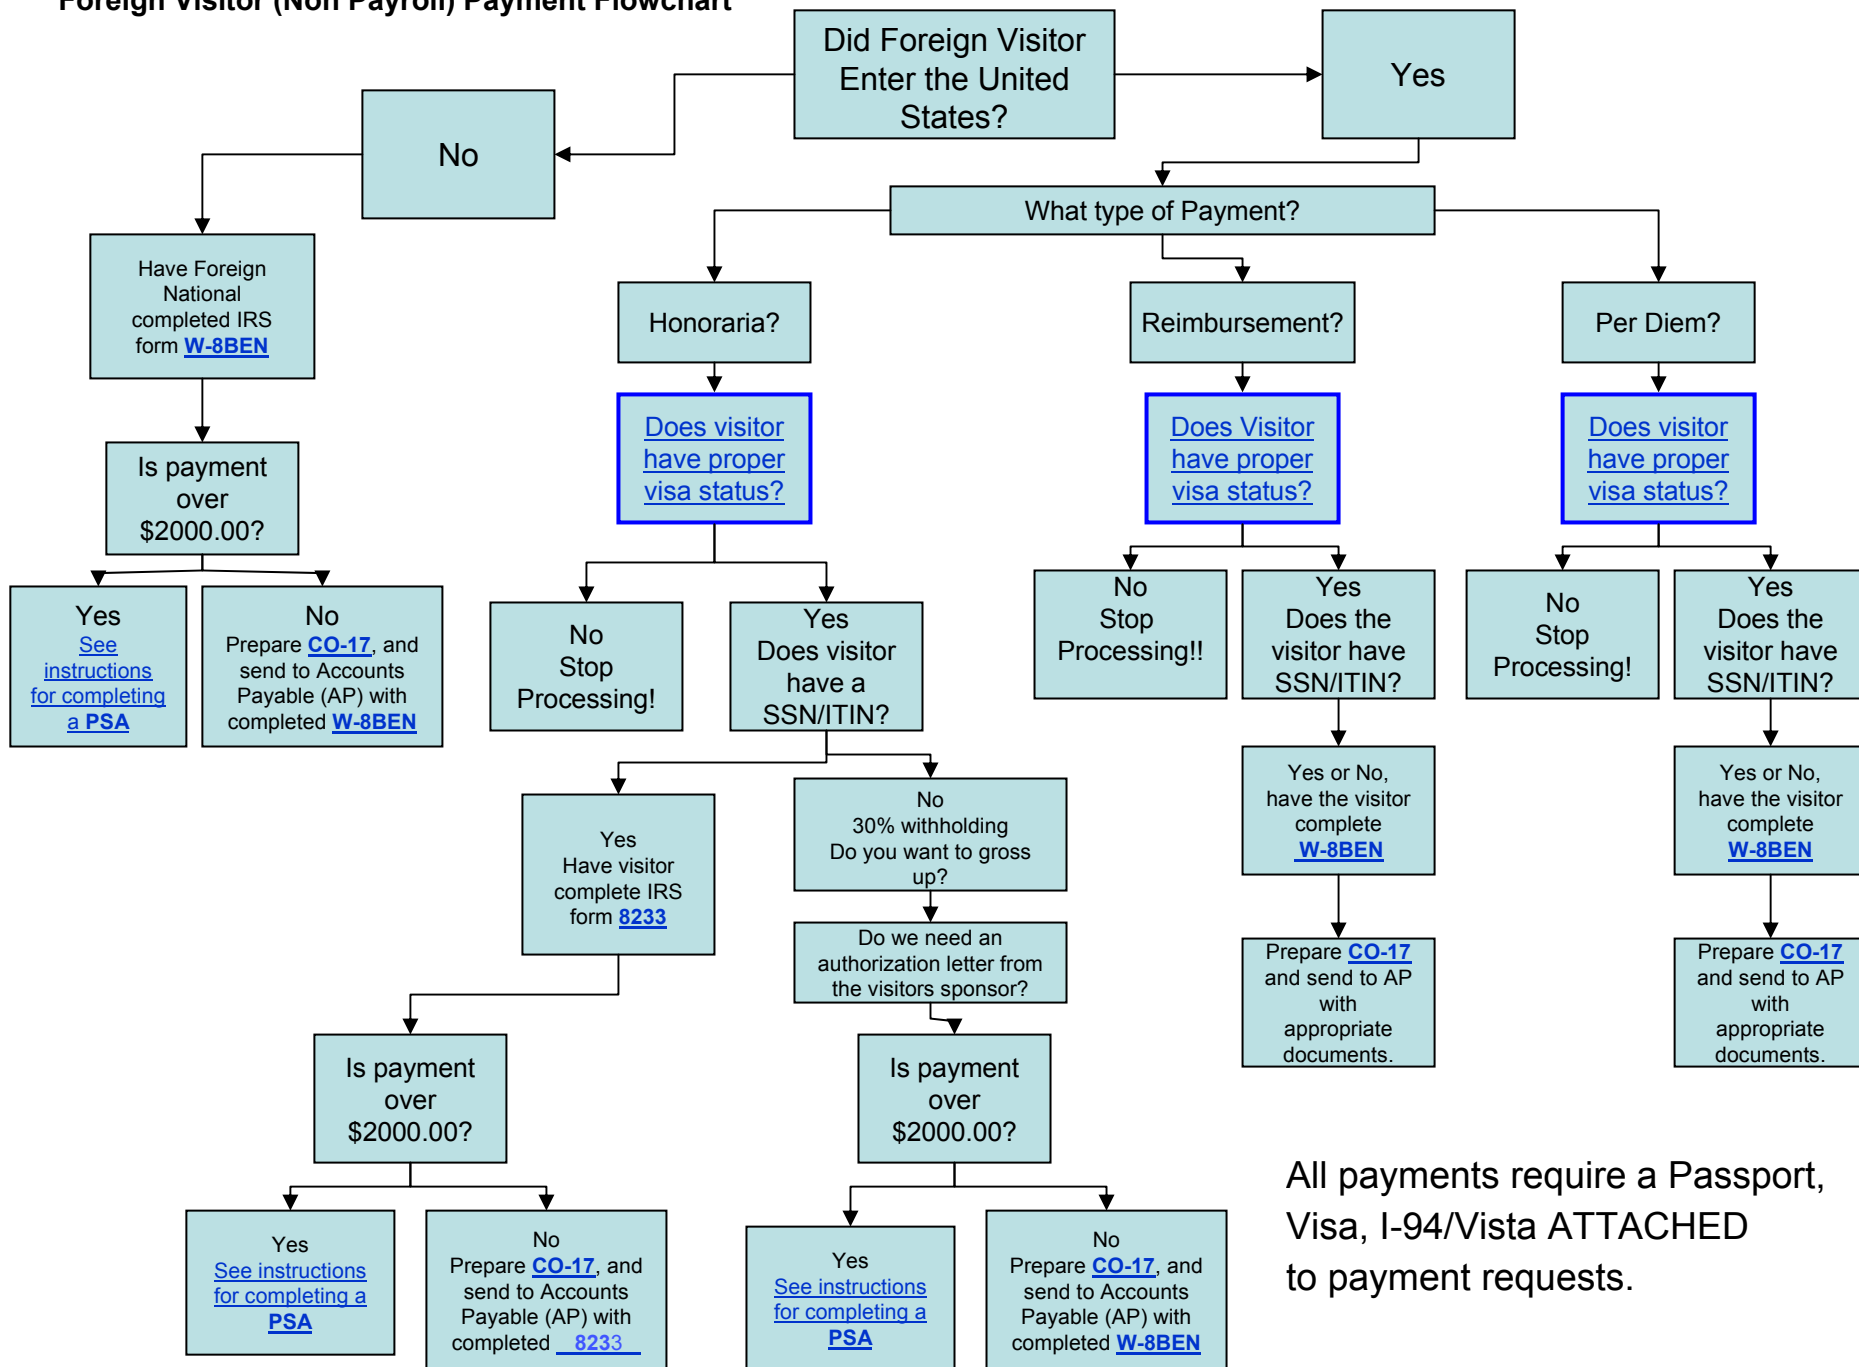 Foreign Visitor (Non Payroll) Payment Flowchart
Did Foreign Visitor
Enter the United
States?
Yes
No
What type of Payment?
Have Foreign
National
completed IRS
form W-8BEN
Honoraria?
Reimbursement?
Per Diem?
Does visitor
have proper
visa status?
Does Visitor
have proper
visa status?
Does visitor
have proper
visa status?
Is payment
over
$2000.00?
Yes
See
instructions
for completing
a PSA
No
Prepare CO-17, and
send to Accounts
Payable (AP) with
completed W-8BEN
No
Stop
Processing!
Yes
Does visitor
have a
SSN/ITIN?
No
Stop
Processing!!
Yes
Does the
visitor have
SSN/ITIN?
No
Stop
Processing!
Yes
Does the
visitor have
SSN/ITIN?
Yes
Have visitor
complete IRS
form 8233
No
30% withholding
Do you want to gross
up?
Yes or No,
have the visitor
complete
W-8BEN
Yes or No,
have the visitor
complete
W-8BEN
Do we need an
authorization letter from
the visitors sponsor?
Prepare CO-17
and send to AP
with
appropriate
documents.
Prepare CO-17
and send to AP
with
appropriate
documents.
Is payment
over
$2000.00?
Is payment
over
$2000.00?
Yes
See instructions
for completing a
PSA
No
Prepare CO-17, and
send to Accounts
Payable (AP) with
completed 8233
Yes
See instructions
for completing a
PSA
No
Prepare CO-17, and
send to Accounts
Payable (AP) with
completed W-8BEN
All payments require a Passport,
Visa, I-94/Vista ATTACHED
to payment requests.